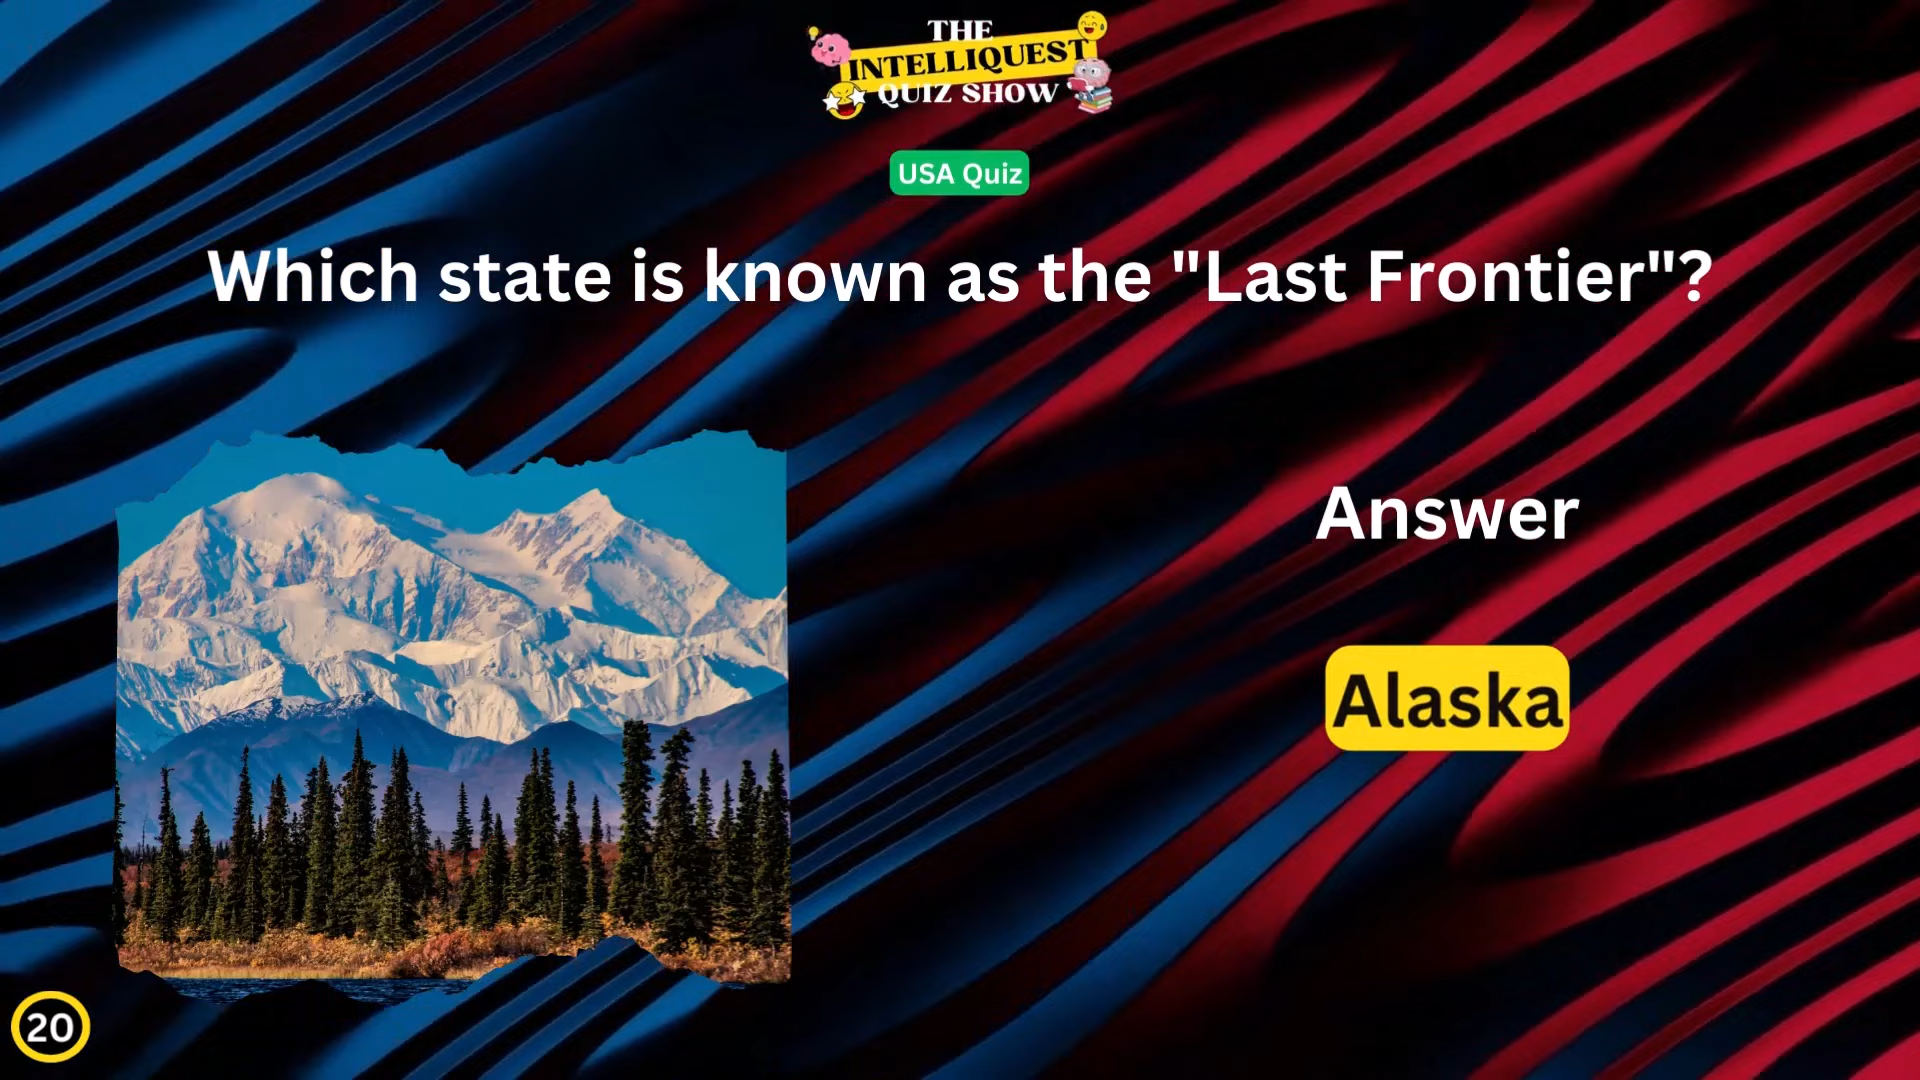 THE
INTELLIQUEST
QUIZ SHOW
USA Quiz
Which state is known as the "Last Frontier"?
Answer
Alaska
20